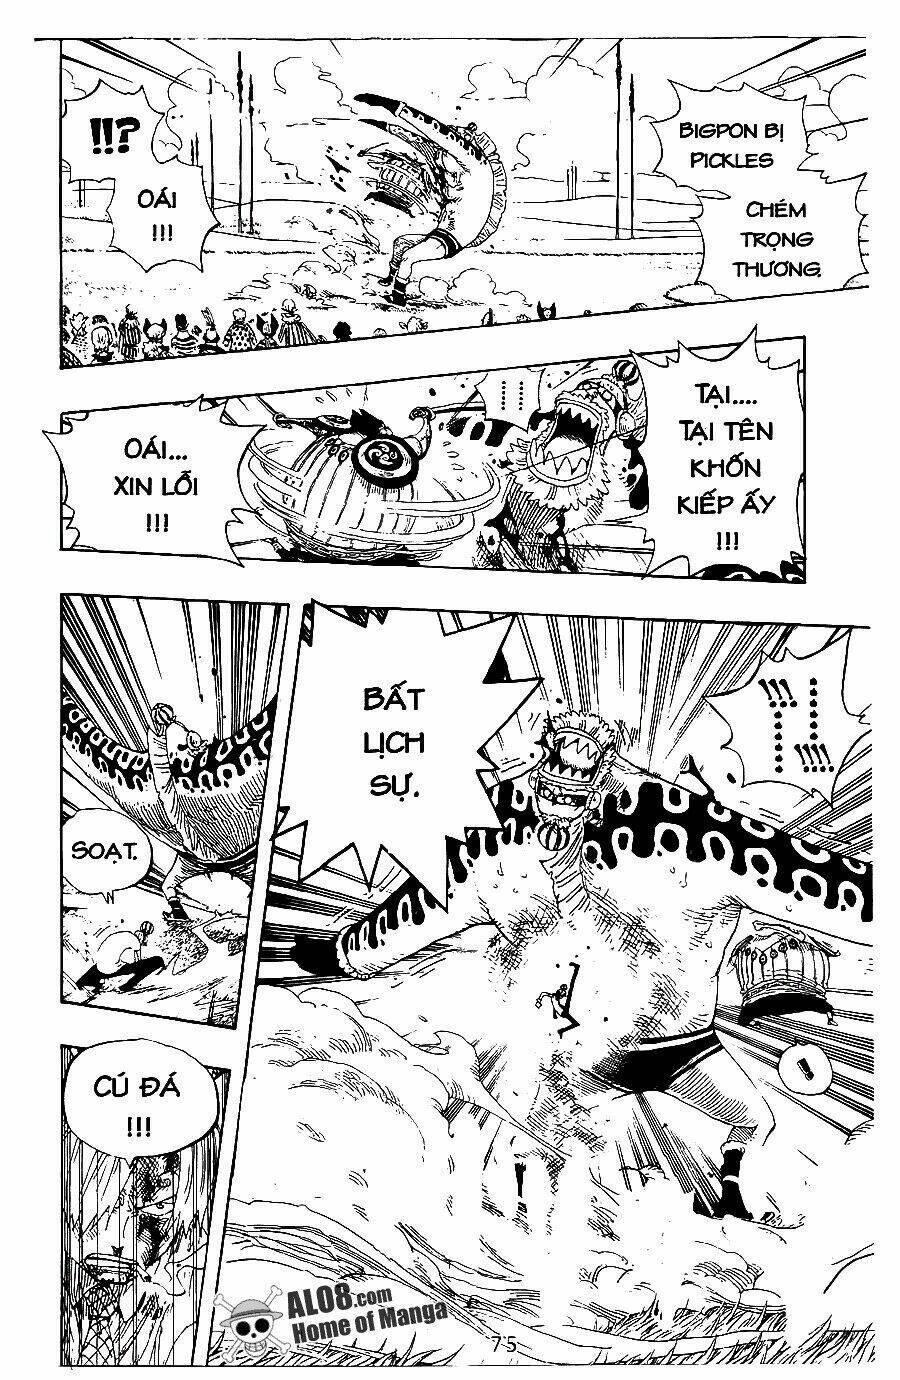 !!?
OÁI
!!!
BIGPON BỊ
PICKLES
CHÉM
TRỌNG
THƯƠNG.
OÁI...
XIN LỖI
!!!
TẠI....
TẠI TÊN
KHỐN
KIẾP ẤY
!!!
SOẠT.
BẤT
LỊCH
SỰ.
!
CÚ ĐÁ
!!!
ALO8.com
Home of Manga
75